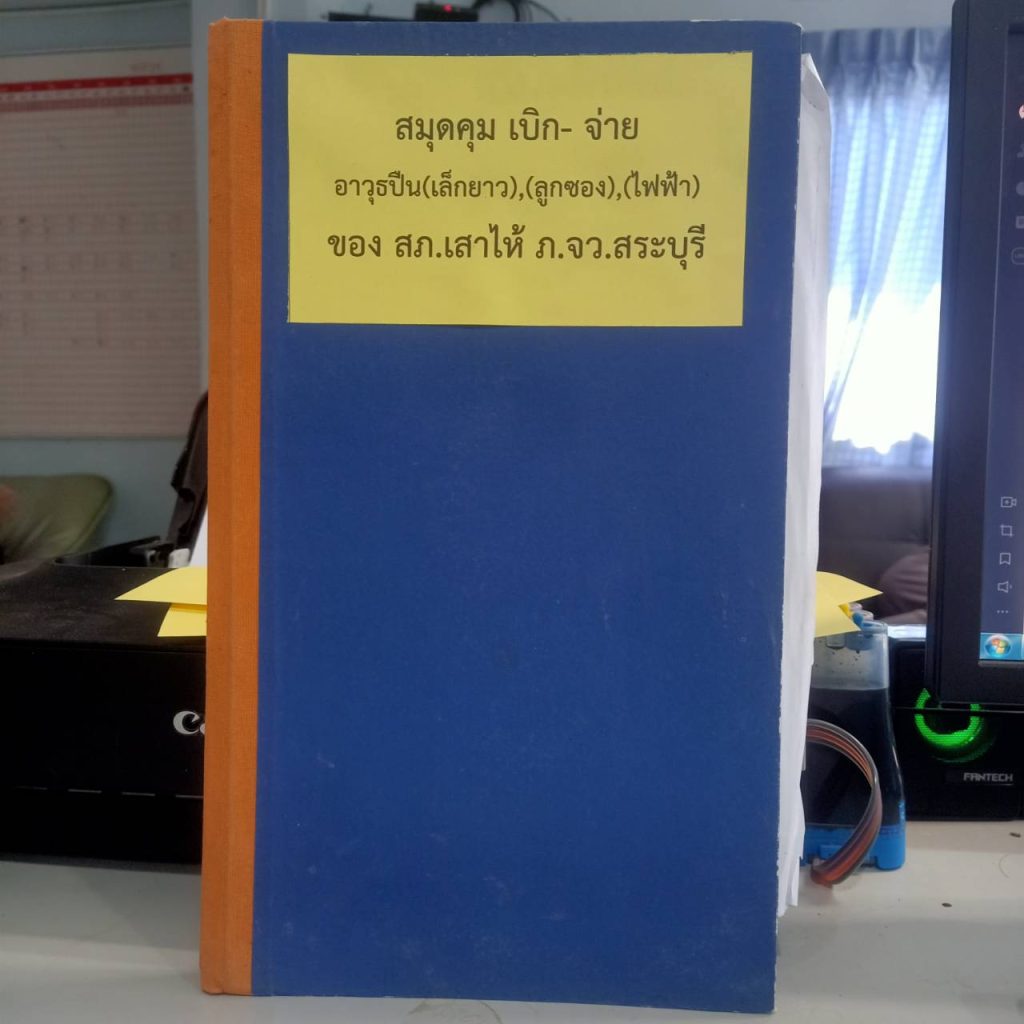 สมุดคุม เบิก- จ่าย
อาวุธปืน(เล็กยาว),(ลูกซอง),(ไฟฟ้า)
ของ สภ.เสาไห้ ภ.จว.สระบุรี
FANTECH